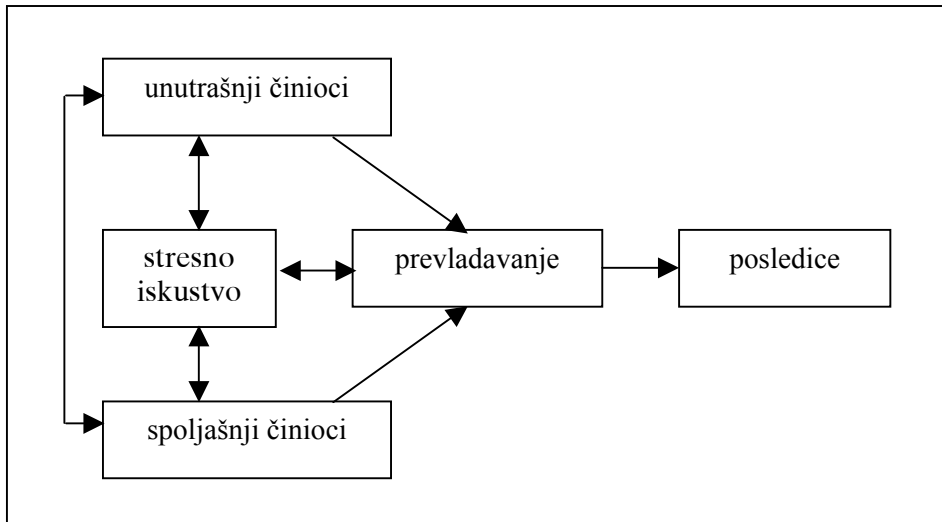 unutrašnji činioci
stresno
iskustvo
prevladavanje
posledice
spoljašnji činioci